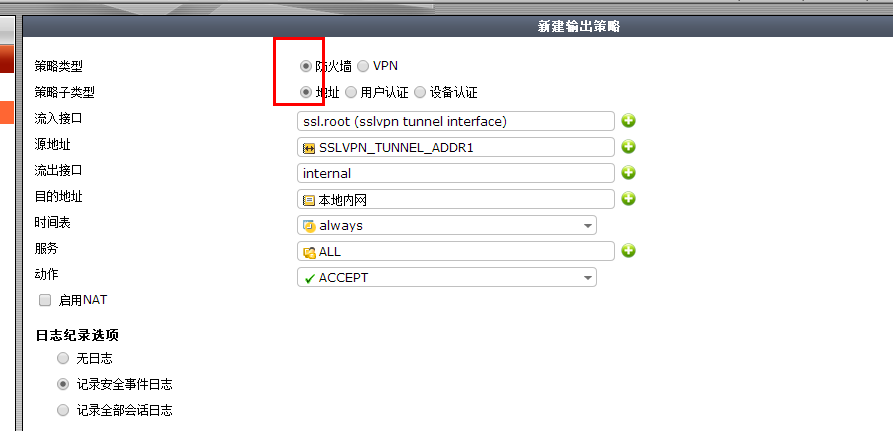 新建输出策略
策略类型 防火墙 VPN
策略子类型 地址 用户认证 设备认证
流入接口 ssl.root (sslvpn tunnel interface)
源地址 SSLVPN_TUNNEL_ADDR1
流出接口 internal
目的地址 本地内网
时间表 always
服务 ALL
动作 ACCEPT
启用NAT
日志纪录选项
无日志
记录安全事件日志
记录全部会话日志